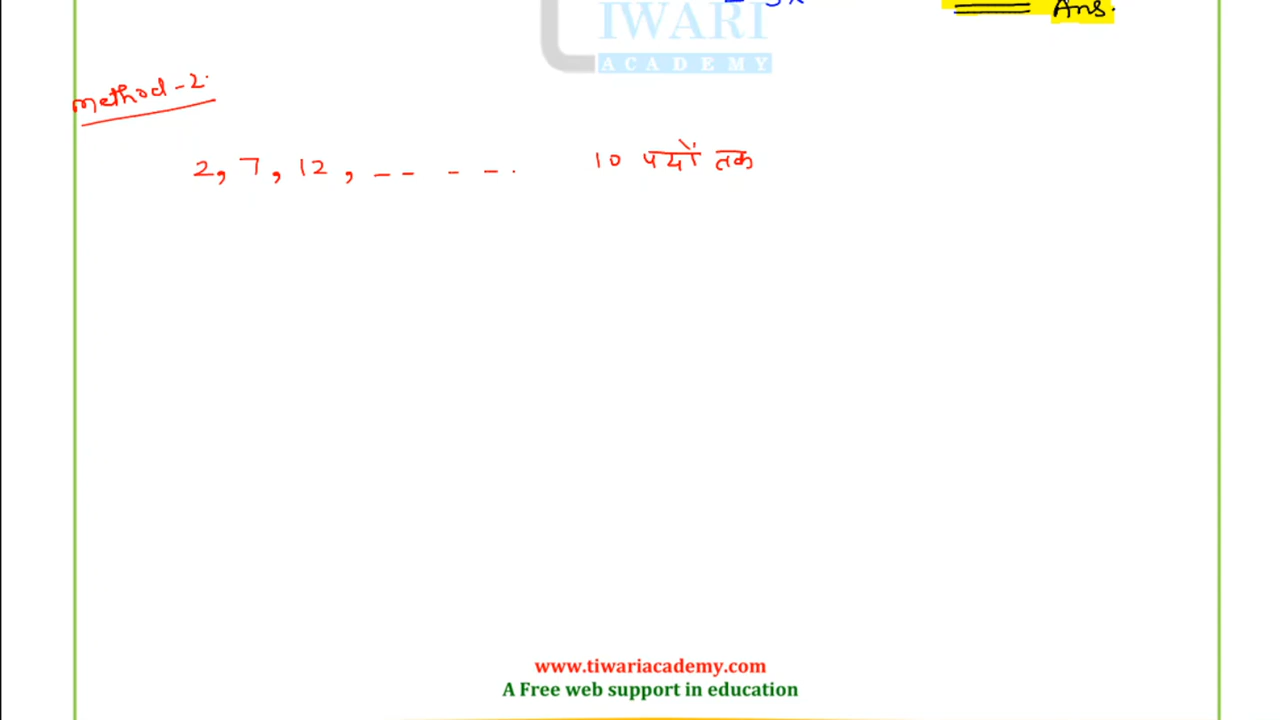 Ans.
IWARI
ACADEMY
Method-2.
2, 7, 12, -- - -. 10 पदों तक
www.tiwariacademy.com
A Free web support in education